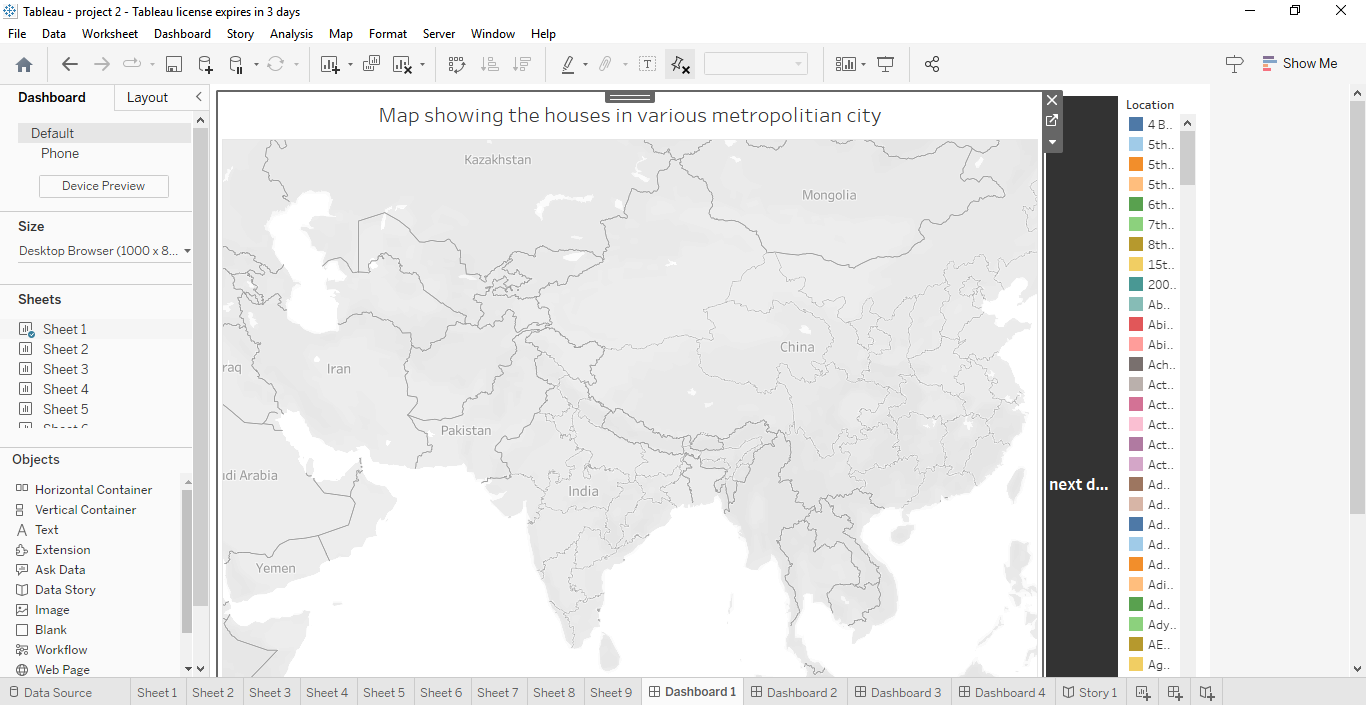 Tableau - project 2 - Tableau license expires in 3 days
File Data Worksheet Dashboard Story Analysis Map Format Server Window Help
Show Me
Dashboard Layout
Default
Phone
Device Preview
Size
Desktop Browser (1000 x 8...
Sheets
Sheet 1
Sheet 2
Sheet 3
Sheet 4
Sheet 5
Objects
Horizontal Container
Vertical Container
Text
Extension
Ask Data
Data Story
Image
Blank
Workflow
Web Page
Map showing the houses in various metropolitian city
Kazakhstan
Mongolia
China
raq
Iran
Pakistan
di Arabia
India
Yemen
next d...
Location
4 B..
5th..
5th..
5th..
6th..
7th..
8th..
15t..
200..
Ab..
Abi..
Abi..
Ach..
Act..
Act..
Act..
Act..
Act..
Ad..
Ad..
Ad..
Ad..
Ad..
Adi..
Ad..
Ady..
AE..
Ag..
Data Source Sheet 1 Sheet 2 Sheet 3 Sheet 4 Sheet 5 Sheet 6 Sheet 7 Sheet 8 Sheet 9 Dashboard 1 Dashboard 2 Dashboard 3 Dashboard 4 Story 1